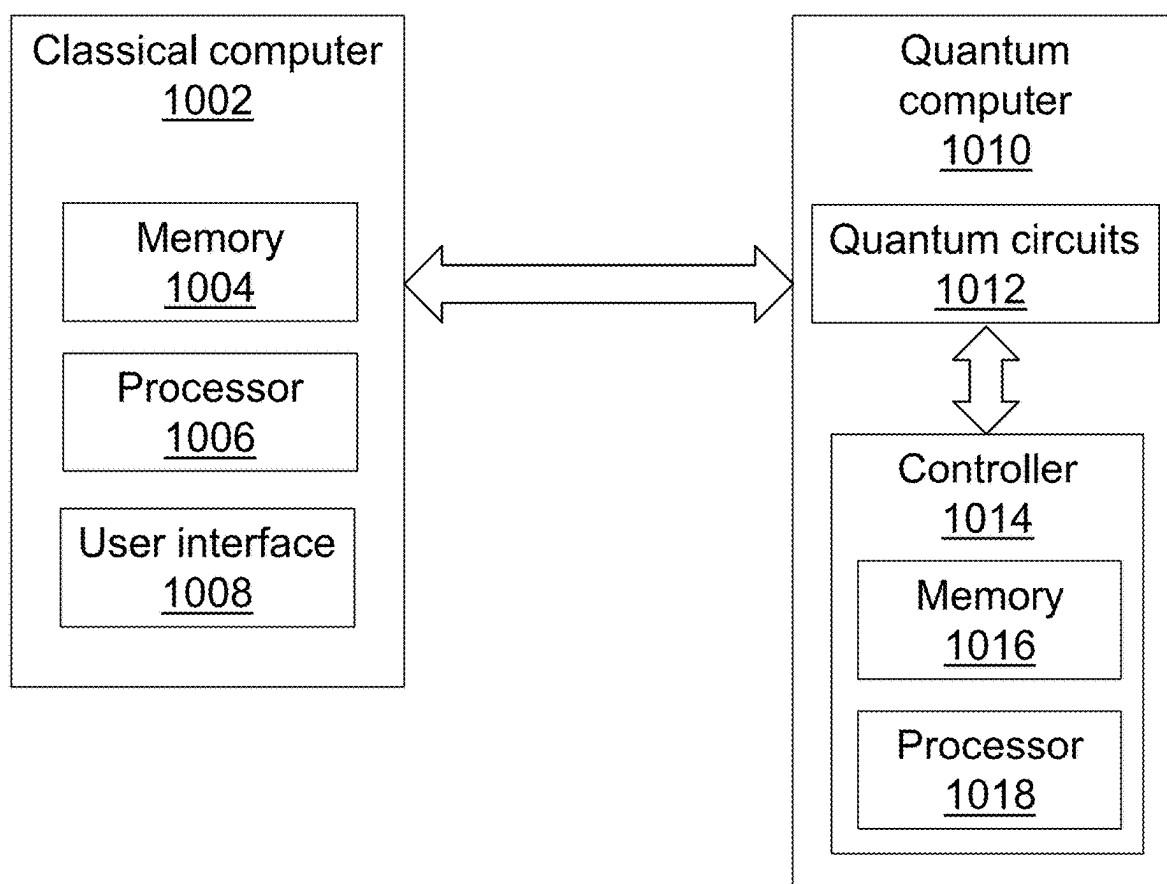 Classical computer
1002
Memory
1004
Processor
1006
User interface
1008
Quantum
computer
1010
Quantum circuits
1012
Controller
1014
Memory
1016
Processor
1018